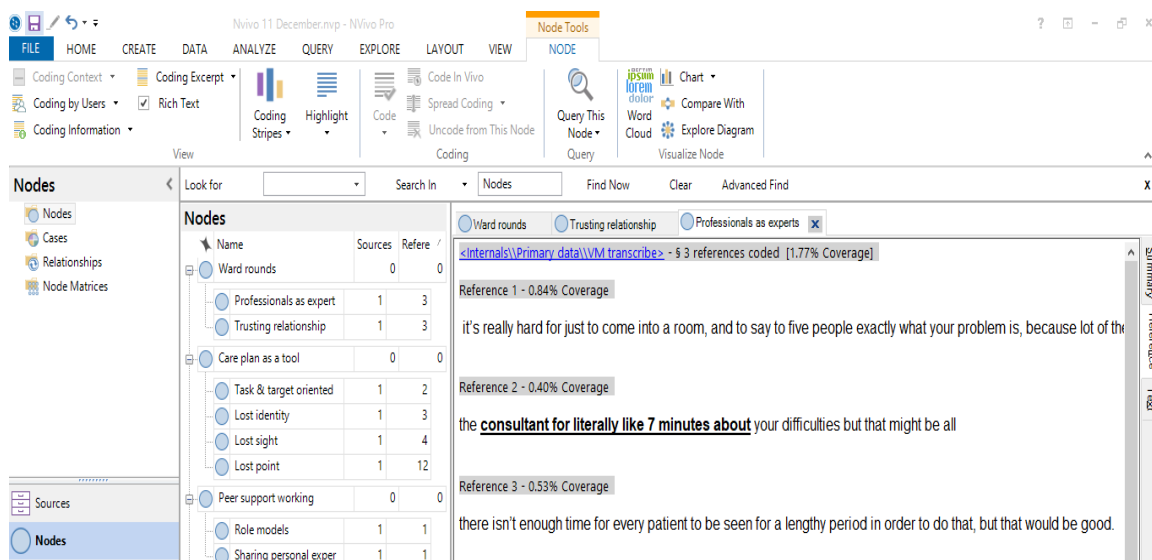 Nvivo 11 December.nvp - NVivo Pro
Node Tools
FILE HOME CREATE DATA ANALYZE QUERY EXPLORE LAYOUT VIEW NODE
Coding Context
Coding by Users
Coding Information
Coding Excerpt
Rich Text
View
Coding Stripes
Highlight
Code
Code In Vivo
Spread Coding
Uncode from This Node
Coding
Query This Node
Query
ipsum
lorem
dolor
Word Cloud
Chart
Compare With
Explore Diagram
Visualize Node
Nodes
Look for Search In Nodes Find Now Clear Advanced Find X
Nodes
Cases
Relationships
Node Matrices
Sources
Nodes
Nodes
Name Sources Refere
Ward rounds 0 0
Professionals as expert 1 3
Trusting relationship 1 3
Care plan as a tool 0 0
Task & target oriented 1 2
Lost identity 1 3
Lost sight 1 4
Lost point 1 12
Peer support working 0 0
Role models 1 1
Sharing personal exper 1 1
Ward rounds Trusting relationship Professionals as experts x
<Internals\\Primary data\\VM transcribe> - § 3 references coded [1.77% Coverage]
Reference 1 - 0.84% Coverage
it's really hard for just to come into a room, and to say to five people exactly what your problem is, because lot of the
Reference 2 - 0.40% Coverage
the consultant for literally like 7 minutes about your difficulties but that might be all
Reference 3 - 0.53% Coverage
there isn't enough time for every patient to be seen for a lengthy period in order to do that, but that would be good.
Summary
Reference